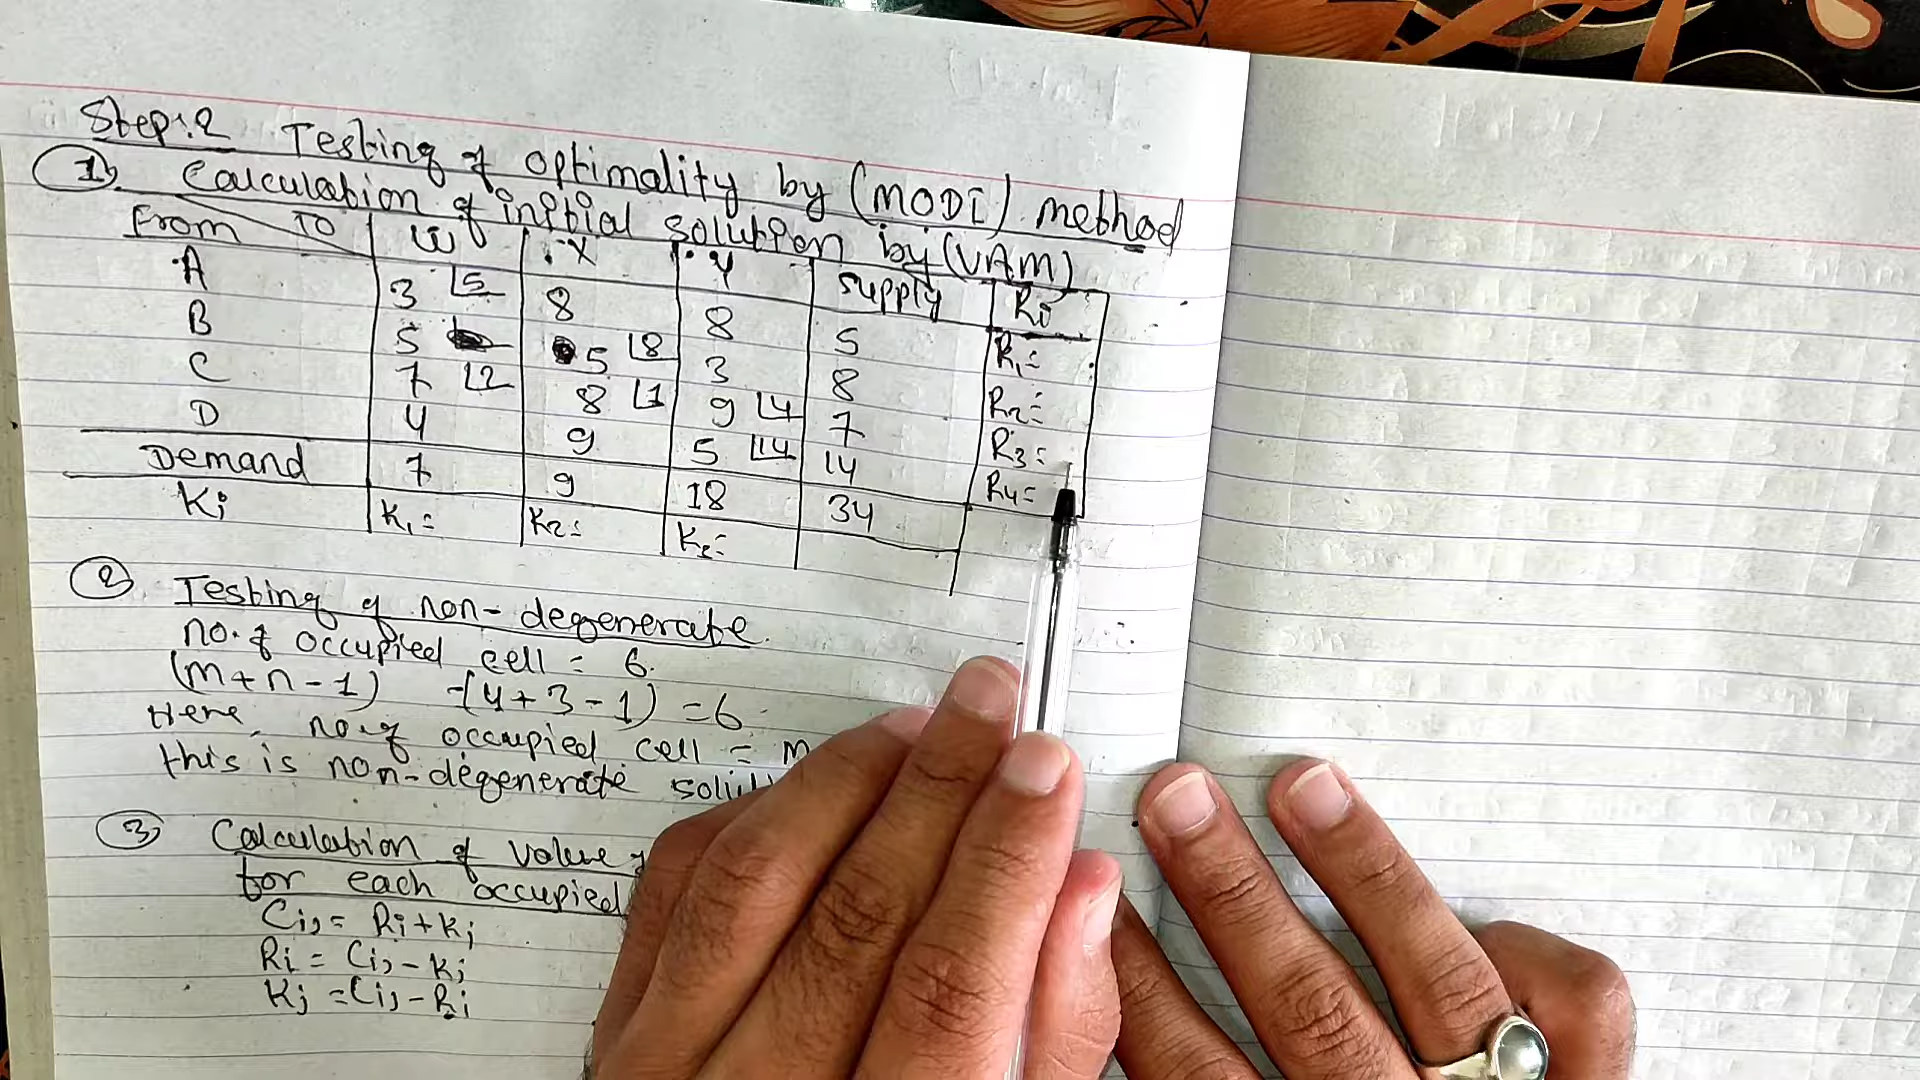 Step:2 Testing of optimality by (MODI) method
1) Calculation of initial solution by (VAM)
From TO W X Y Supply Ri
A 3 5 8 8 5 R1=
B 5 5 8 3 8 R2=
C 7 2 8 1 9 4 7 R3=
D 4 9 5 14 14 R4=
Demand 7 9 18 34
Kj K1= K2= K3=
2 Testing of non-degenerate.
no. of occupied cell = 6.
(m+n-1) -(4+3-1) =6
Here, no. of occupied cell = m
this is non-degenerate
3) Calculation of value
for each occupied
Cij = Ri+Kj
Ri = Cij - Kj
Kj = Cij - Ri